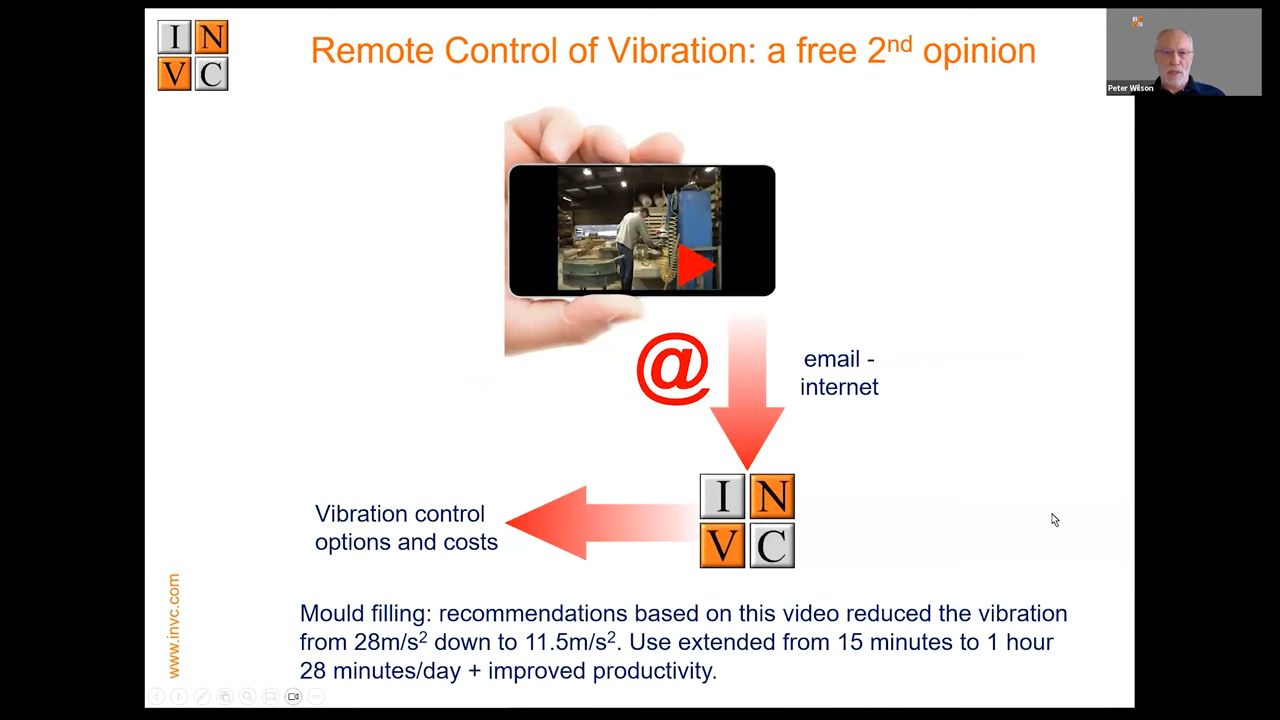 I N
V C
Remote Control of Vibration: a free 2nd opinion
Peter Wilson
@
email -
internet
I N
V C
Vibration control
options and costs
www.invc.com
Mould filling: recommendations based on this video reduced the vibration
from 28m/s² down to 11.5m/s². Use extended from 15 minutes to 1 hour
28 minutes/day + improved productivity.